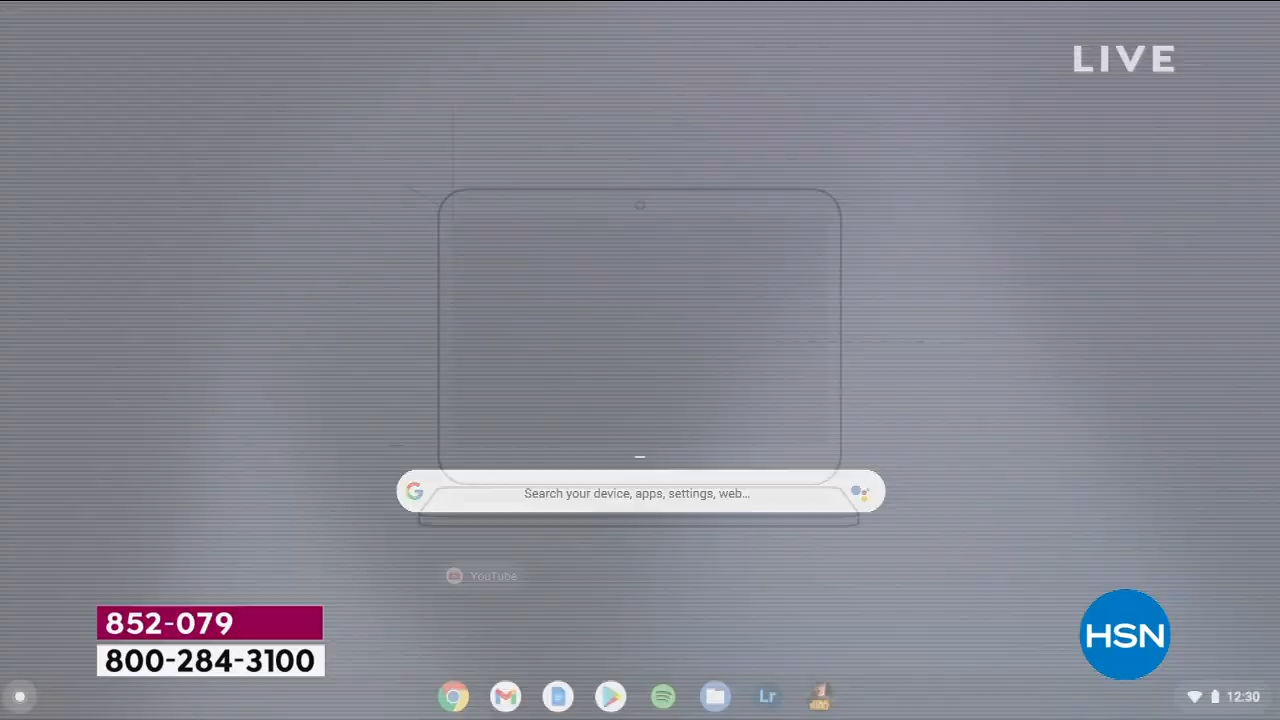 LIVE
Search your device, apps, settings, web...
YouTube
852-079
800-284-3100
HSN
Lr
12:30